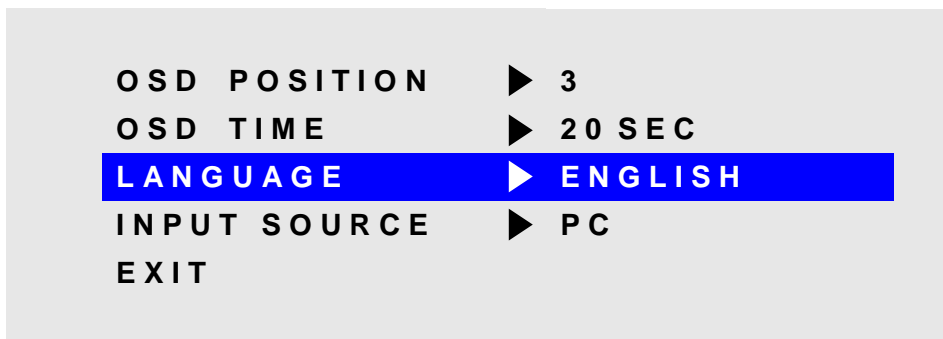 OSD POSITION ▶ 3
OSD TIME ▶ 20 SEC
LANGUAGE ▶ ENGLISH
INPUT SOURCE ▶ PC
EXIT